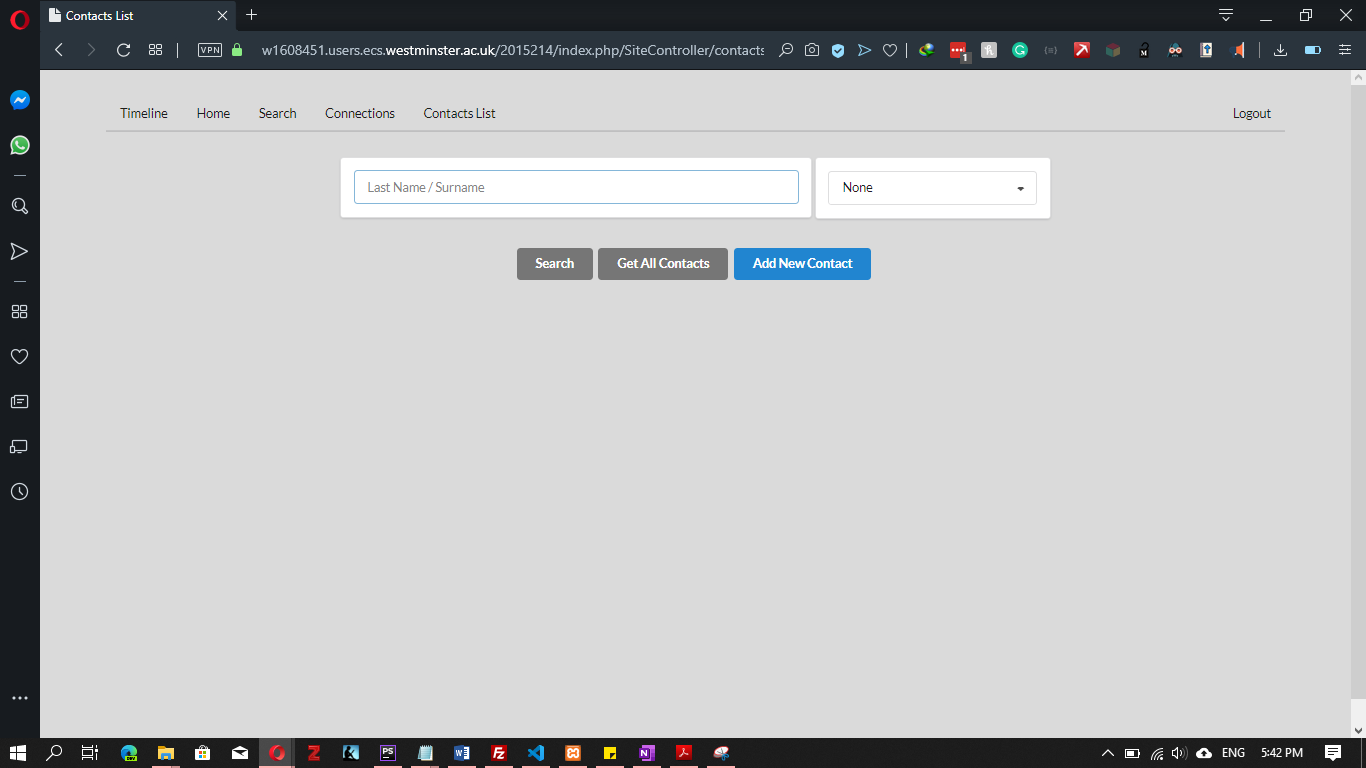 Contacts List
VPN
w1608451.users.ecs.westminster.ac.uk/2015214/index.php/SiteController/contacts
1
Timeline
Home
Search
Connections
Contacts List
Logout
Last Name / Surname
None
Search
Get All Contacts
Add New Contact
ENG
5:42 PM